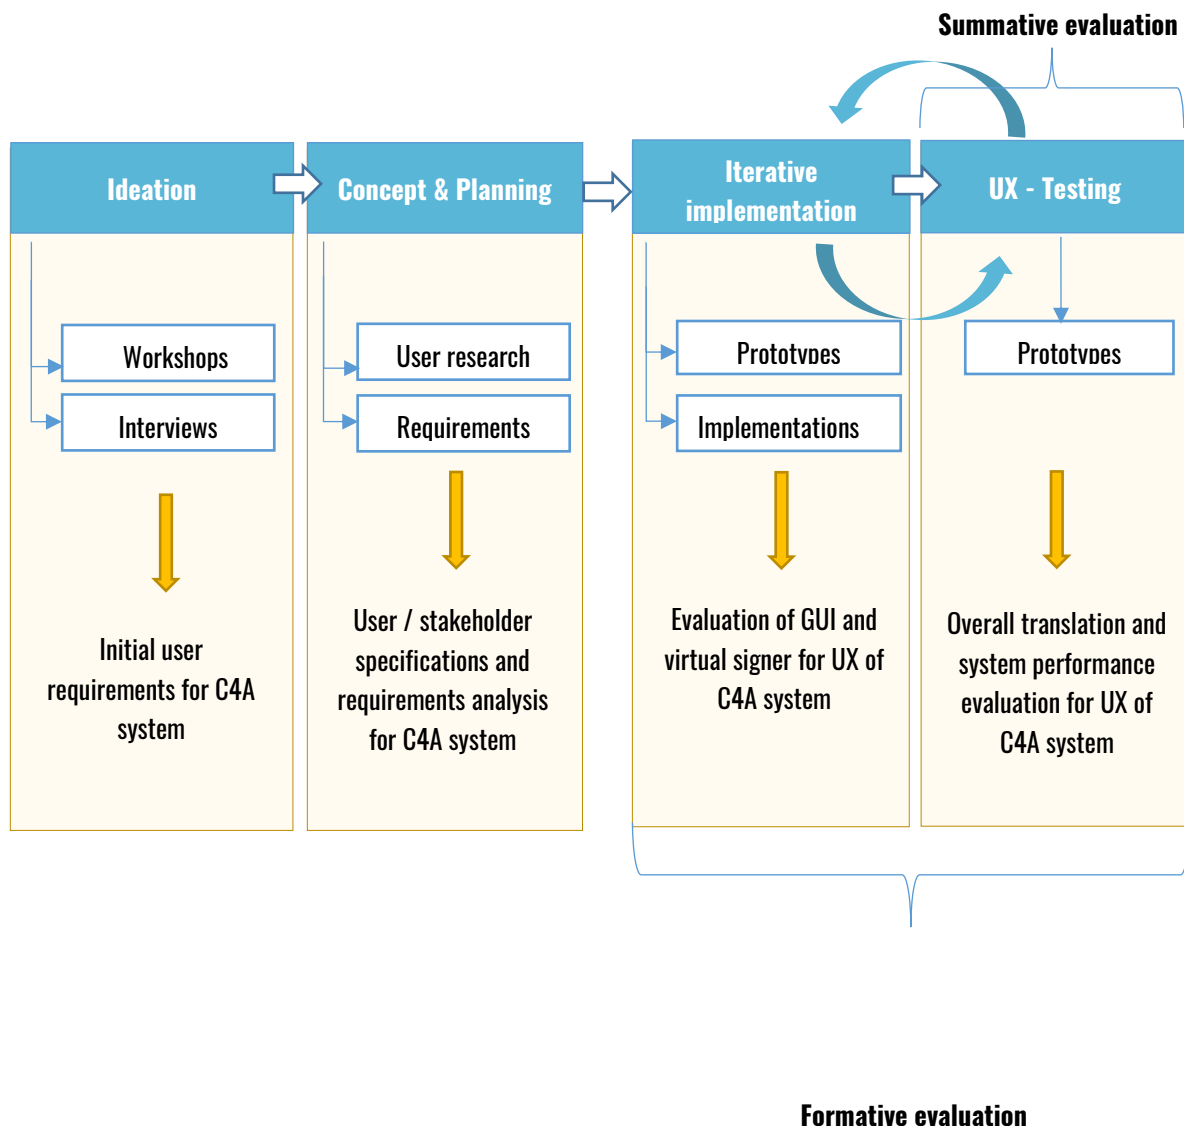 Summative evaluation
Ideation
Concept & Planning
Iterative
implementation
UX - Testing
Workshops
Interviews
User research
Requirements
Prototypes
Implementations
Prototypes
Initial user
requirements for C4A
system
User / stakeholder
specifications and
requirements analysis
for C4A system
Evaluation of GUI and
virtual signer for UX of
C4A system
Overall translation and
system performance
evaluation for UX of
C4A system
Formative evaluation